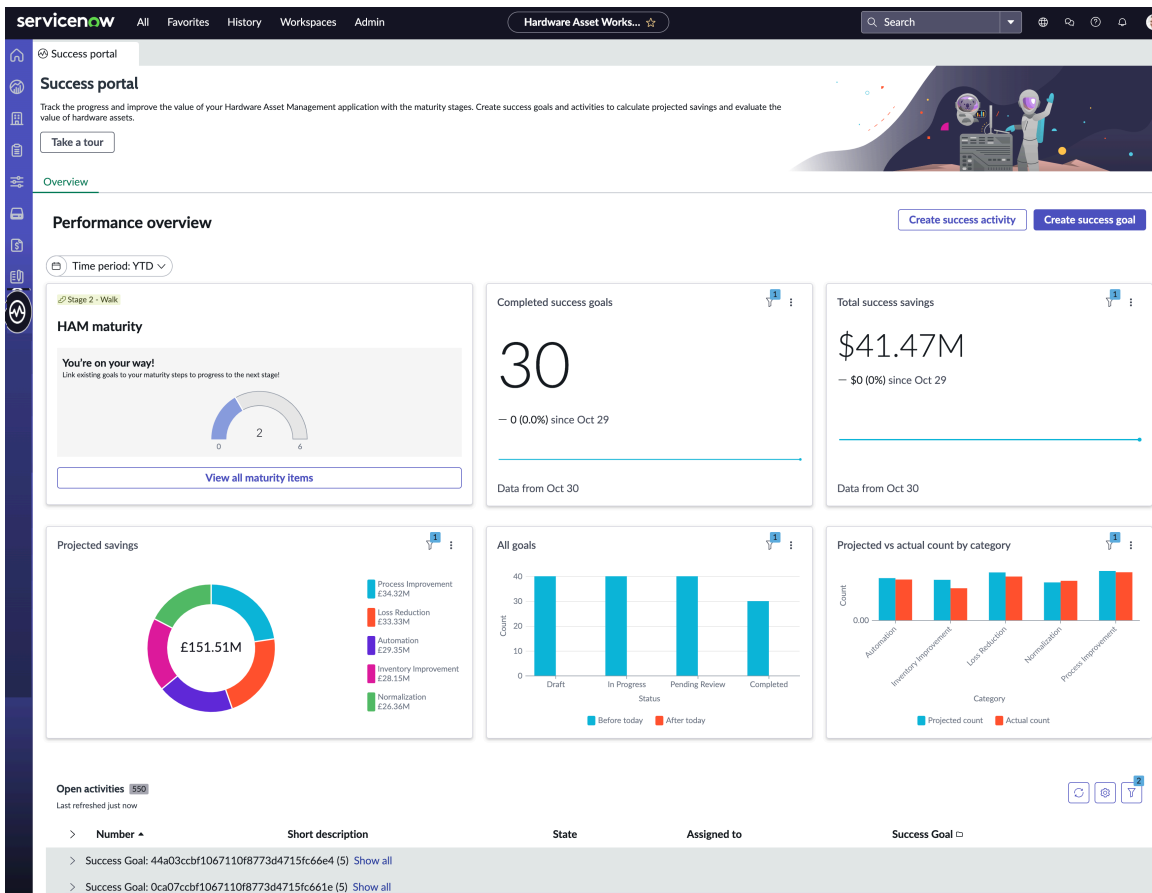 servicenow
All Favorites History Workspaces Admin
Hardware Asset Works...
Search
Success portal
Success portal
Track the progress and improve the value of your Hardware Asset Management application with the maturity stages. Create success goals and activities to calculate projected savings and evaluate the
value of hardware assets.
Take a tour
Overview
Performance overview
Create success activity
Create success goal
Time period: YTD
Stage 2 - Walk
HAM maturity
You're on your way!
Link existing goals to your maturity steps to progress to the next stage!
2
0
6
View all maturity items
Completed success goals
1
30
— 0 (0.0%) since Oct 29
Data from Oct 30
Total success savings
1
$41.47M
— $0 (0%) since Oct 29
Data from Oct 30
Projected savings
1
£151.51M
Process Improvement
£34.32M
Loss Reduction
£33.33M
Automation
£29.35M
Inventory Improvement
£28.15M
Normalization
£26.36M
All goals
1
Count
40
30
20
10
0
Draft
In Progress
Pending Review
Completed
Status
Before today
After today
Projected vs actual count by category
1
Count
0.00
Automation
Inventory Improvement
Loss Reduction
Normalization
Process Improvement
Category
Projected count
Actual count
Open activities 550
Last refreshed just now
2
Number Short description State Assigned to Success Goal
Success Goal: 44a03ccbf1067110f8773d4715fc66e4 (5) Show all
Success Goal: 0ca07ccbf1067110f8773d4715fc661e (5) Show all